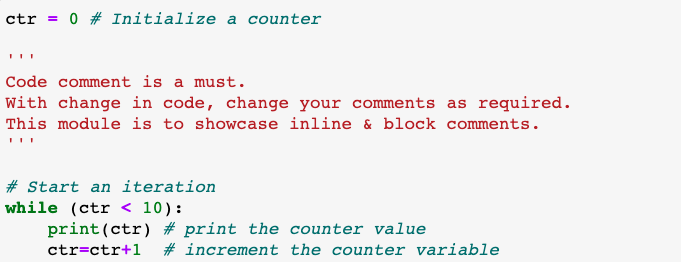 ctr = 0 # Initialize a counter
'''
Code comment is a must.
With change in code, change your comments as required.
This module is to showcase inline & block comments.
'''
# Start an iteration
while (ctr < 10):
    print(ctr) # print the counter value
    ctr=ctr+1  # increment the counter variable